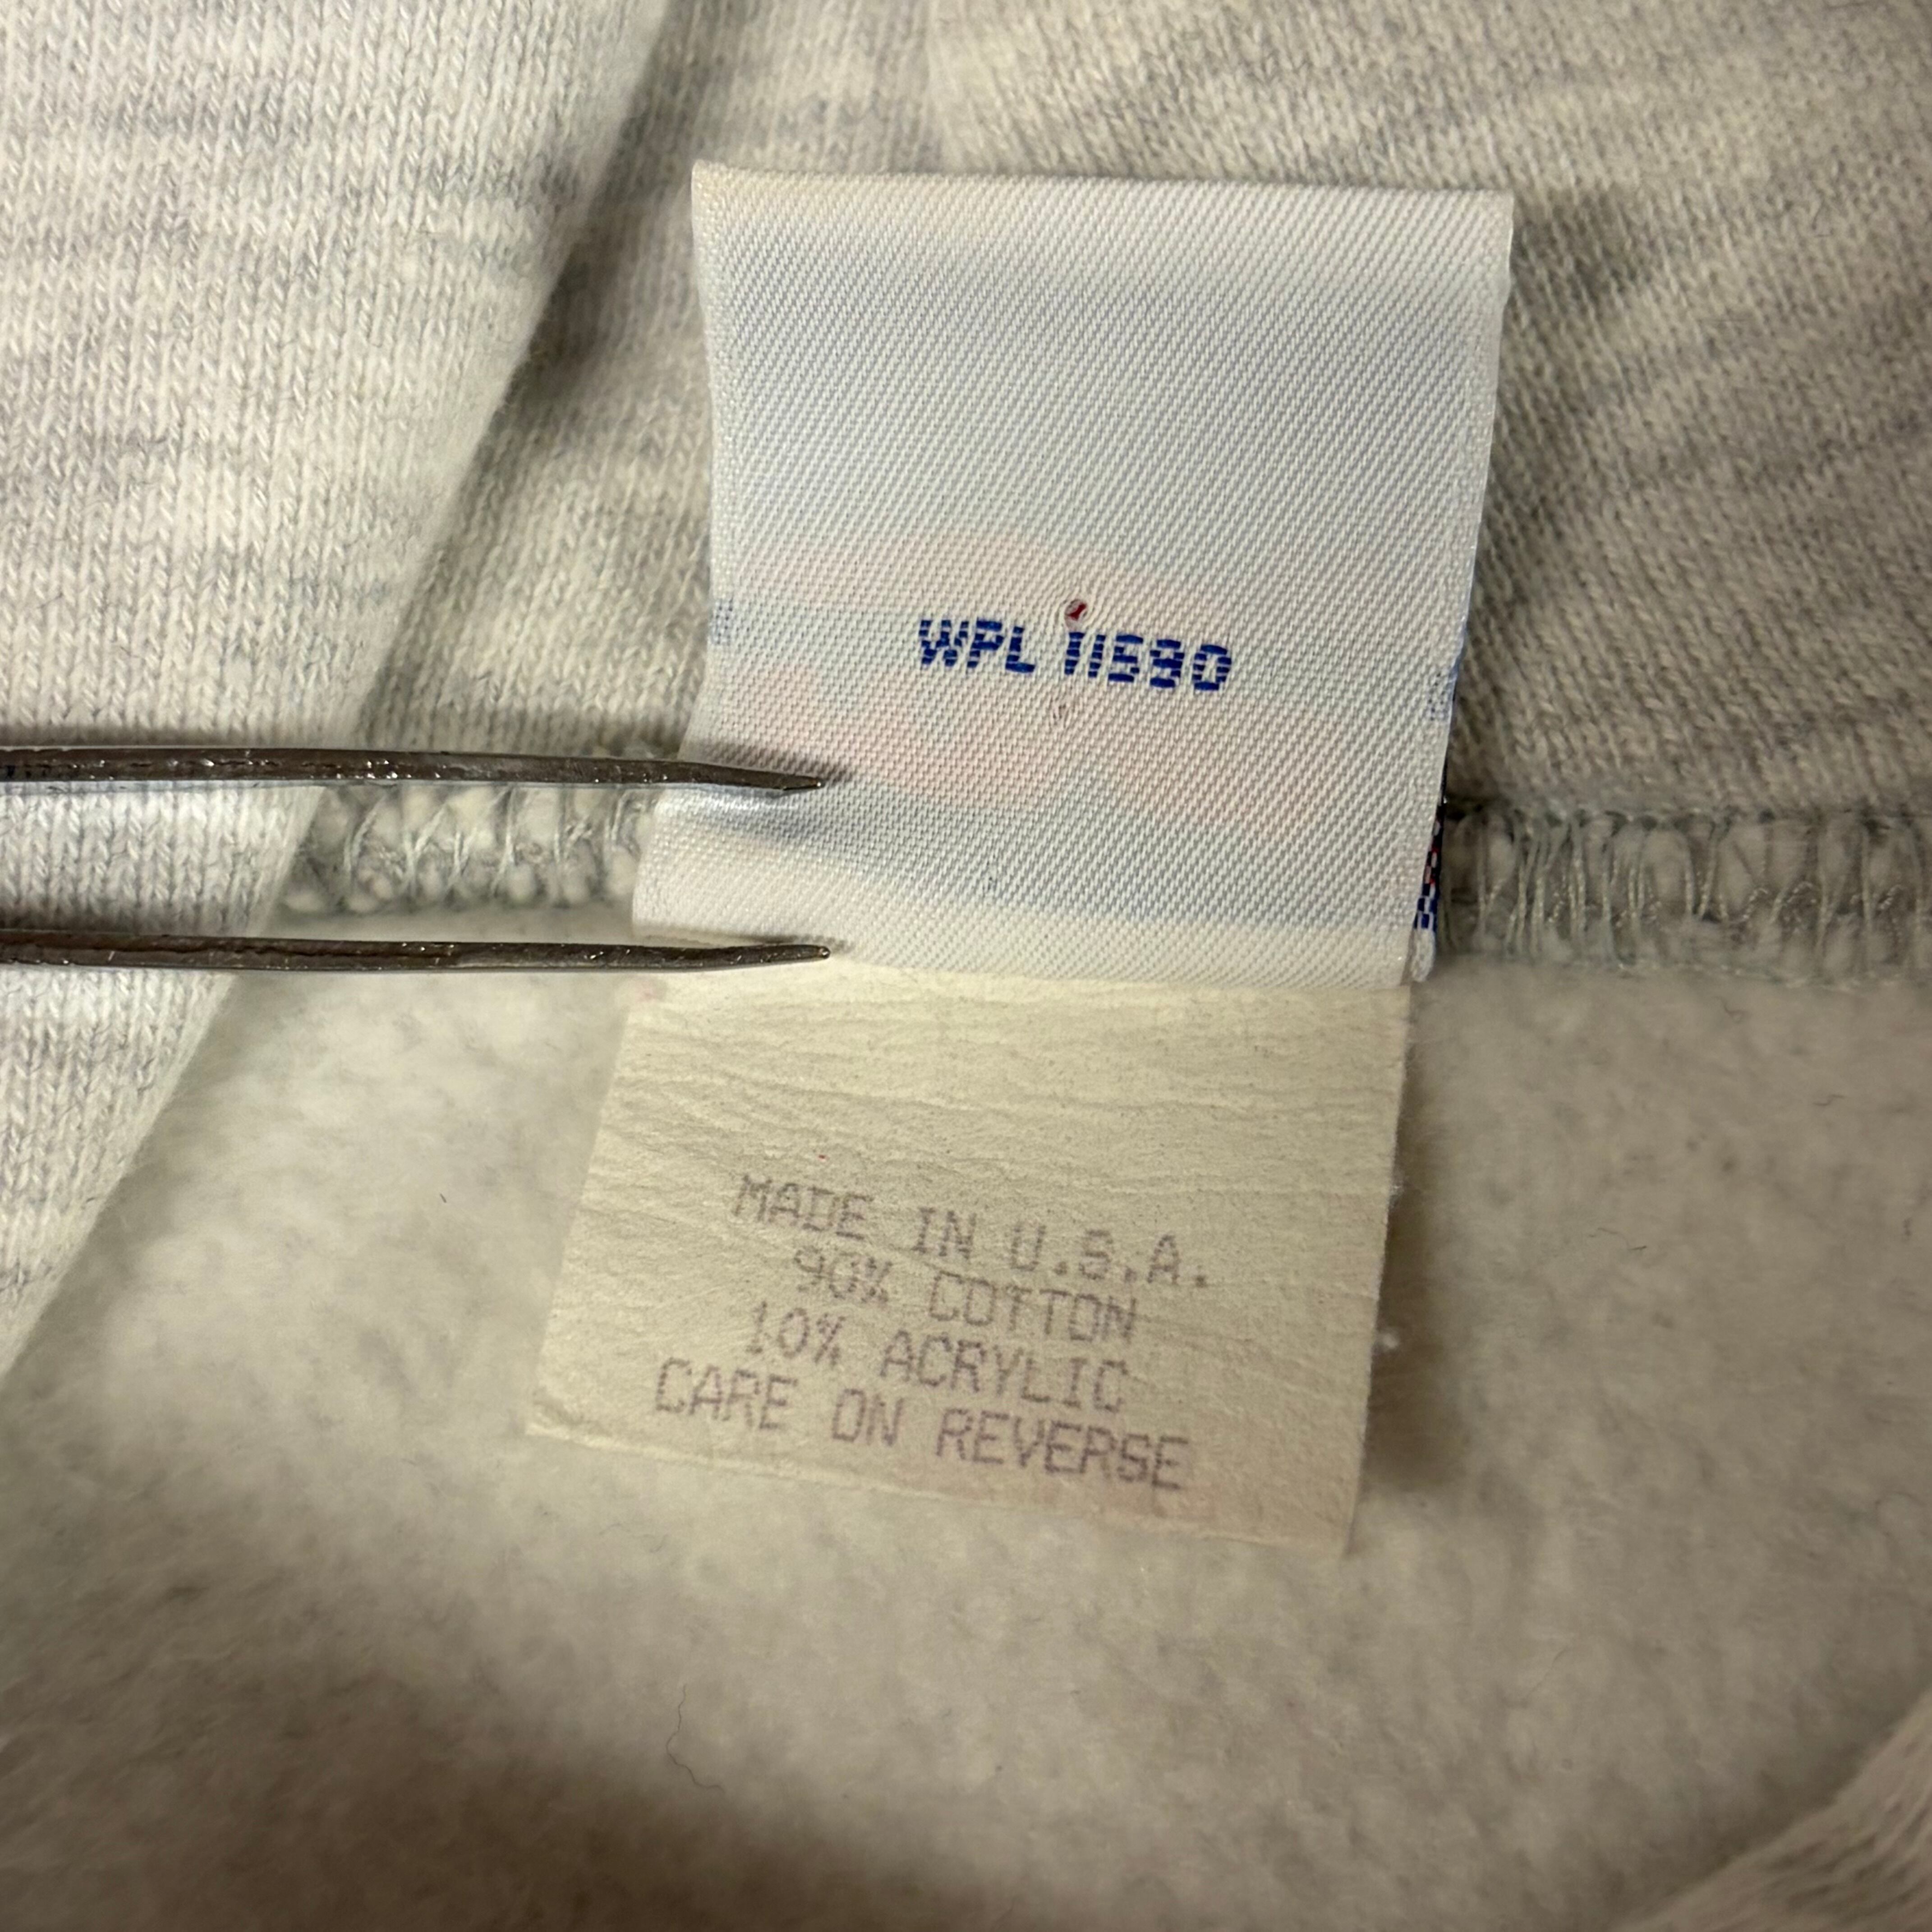 WPL 11590
MADE IN U.S.A.
90% COTTON
10% ACRYLIC
CARE ON REVERSE